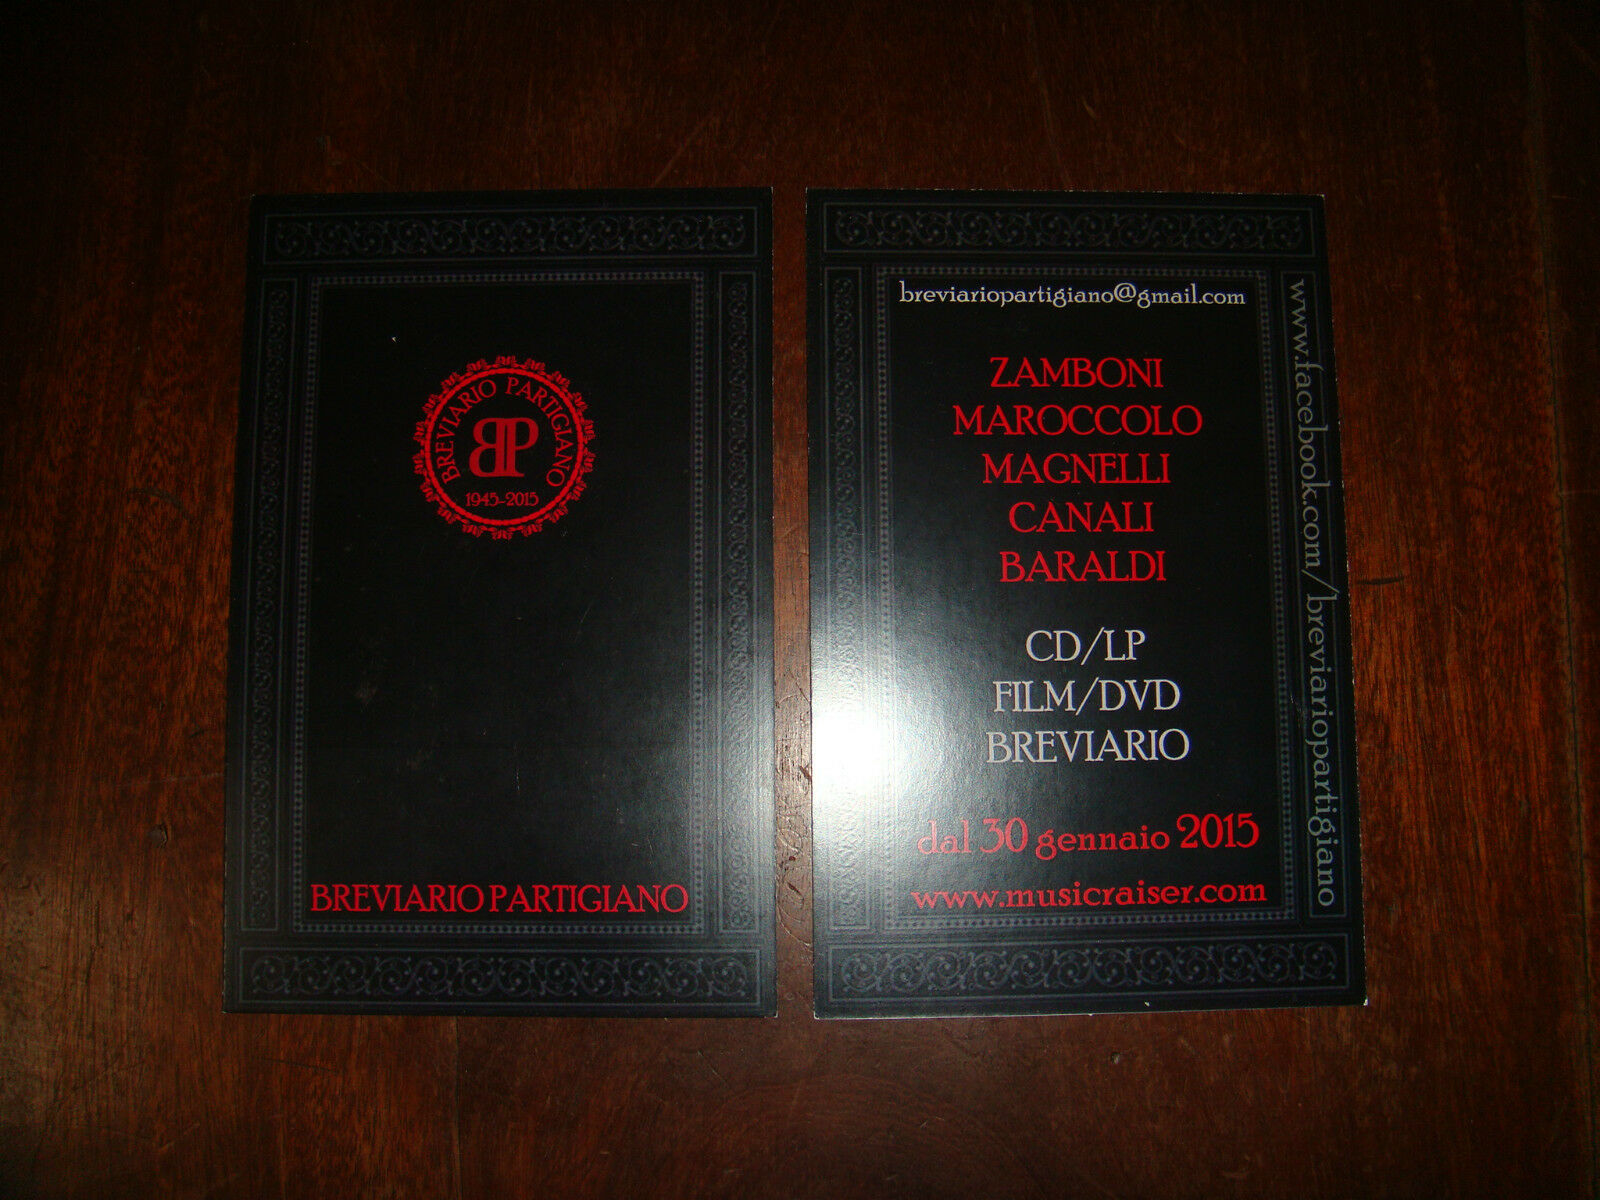 BREVIARIO PARTIGIANO
BP
1945-2015
BREVIARIO PARTIGIANO
breviariopartigiano@gmail.com
ZAMBONI
MAROCCOLO
MAGNELLI
CANALI
BARALDI
CD/LP
FILM/DVD
BREVIARIO
dal 30 gennaio 2015
www.musicraiser.com
www.facebook.com/breviariopartigiano